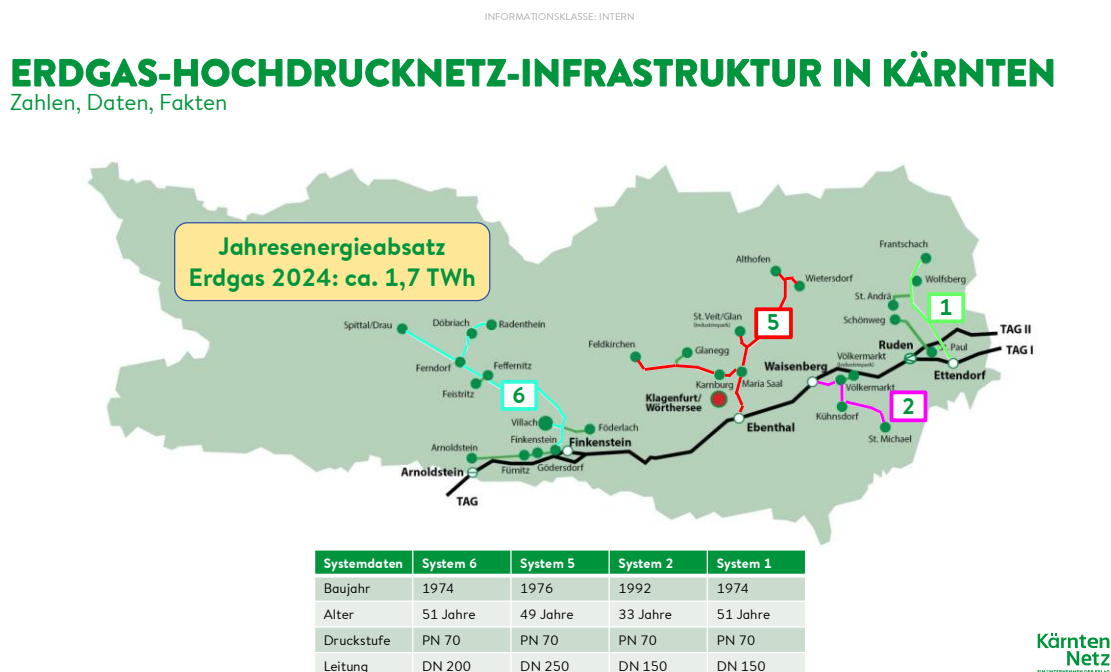 INFORMATIONSKLASSE: INTERN
ERDGAS-HOCHDRUCKNETZ-INFRASTRUKTUR IN KÄRNTEN
Zahlen, Daten, Fakten
Jahresenergieabsatz
Erdgas 2024: ca. 1,7 TWh
Frantschach
Althofen
Wolfsberg
Wietersdorf
St. Andrä
1
Schönweg
St. Veit/Glan
(Industriepark)
5
Spittal/Drau
Döbriach
Radenthein
TAG II
Feldkirchen
Glanegg
Ruden
St. Paul
TAG I
Völkermarkt
(Industriepark)
Ferndorf
Feffernitz
Waisenberg
Ettendorf
Feistritz
Karnburg
Maria Saal
Völkermarkt
6
Klagenfurt/
Wörthersee
2
Kühnsdorf
Villach
Föderlach
Ebenthal
St. Michael
Finkenstein
Finkenstein
Arnoldstein
Arnoldstein
Fürnitz
Gödersdorf
TAG
Systemdaten System 6 System 5 System 2 System 1
Baujahr 1974 1976 1992 1974
Alter 51 Jahre 49 Jahre 33 Jahre 51 Jahre
Druckstufe PN 70 PN 70 PN 70 PN 70
Leitung DN 200 DN 250 DN 150 DN 150
Kärnten
Netz